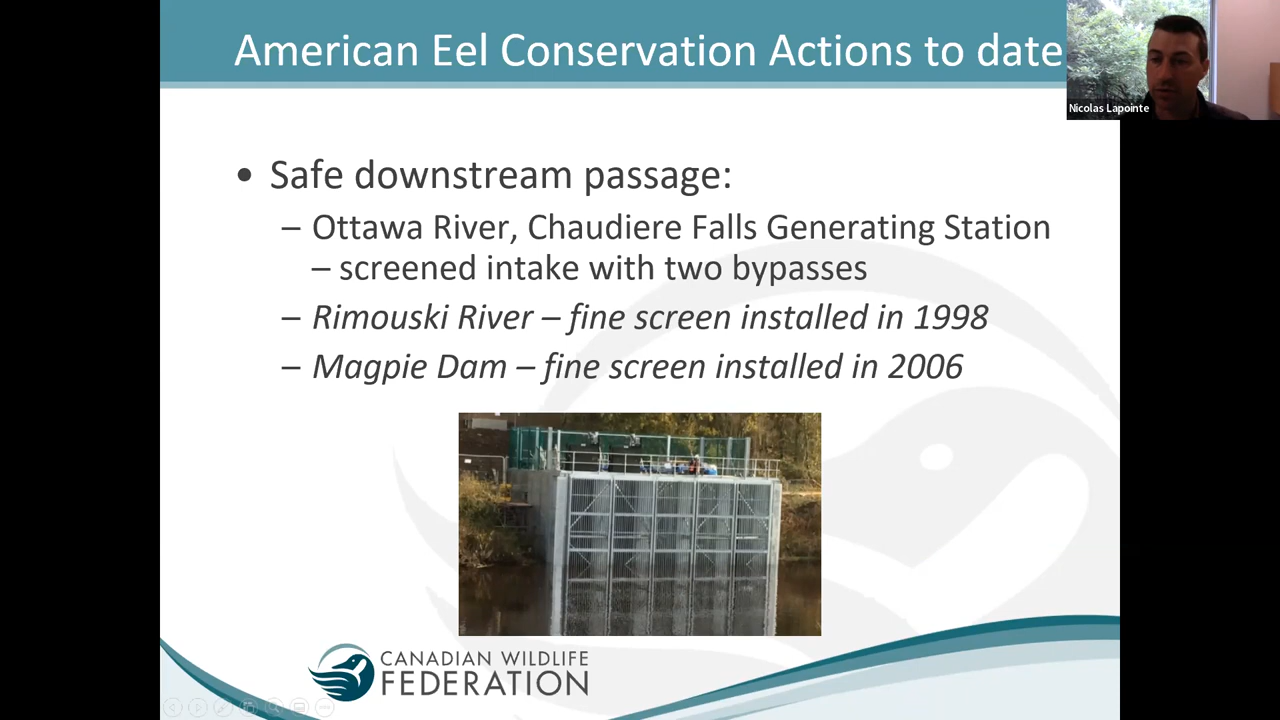 American Eel Conservation Actions to date
Nicolas Lapointe
• Safe downstream passage:
– Ottawa River, Chaudiere Falls Generating Station
– screened intake with two bypasses
– Rimouski River – fine screen installed in 1998
– Magpie Dam – fine screen installed in 2006
CANADIAN WILDLIFE
FEDERATION